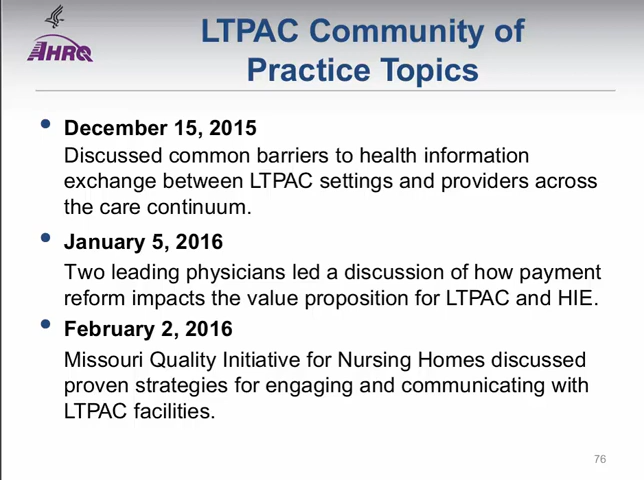 AHRQ
LTPAC Community of
Practice Topics
• December 15, 2015
Discussed common barriers to health information
exchange between LTPAC settings and providers across
the care continuum.
• January 5, 2016
Two leading physicians led a discussion of how payment
reform impacts the value proposition for LTPAC and HIE.
• February 2, 2016
Missouri Quality Initiative for Nursing Homes discussed
proven strategies for engaging and communicating with
LTPAC facilities.
76